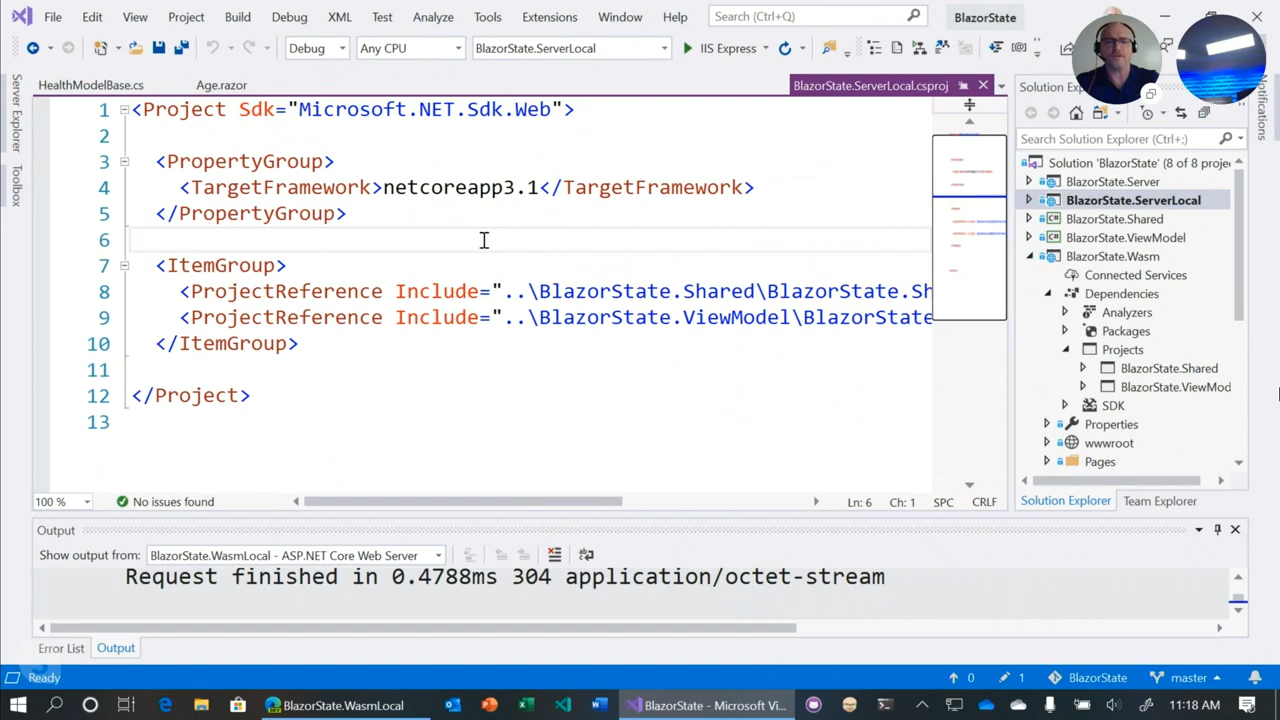 File Edit View Project Build Debug XML Test Analyze Tools Extensions Window Help Search (Ctrl+Q) BlazorState
Debug Any CPU BlazorState.ServerLocal IIS Express
HealthModelBase.cs Age.razor BlazorState.ServerLocal.csproj
Server Explorer
Toolbox
1 <Project Sdk="Microsoft.NET.Sdk.Web">
2
3 <PropertyGroup>
4 <TargetFramework>netcoreapp3.1</TargetFramework>
5 </PropertyGroup>
6
7 <ItemGroup>
8 <ProjectReference Include="..\BlazorState.Shared\BlazorState.Sh
9 <ProjectReference Include="..\BlazorState.ViewModel\BlazorState
10 </ItemGroup>
11
12 </Project>
13
100 % No issues found Ln: 6 Ch: 1 SPC CRLF
Solution Explorer
Search Solution Explorer (Ctrl+;)
Solution 'BlazorState' (8 of 8 proje
BlazorState.Server
BlazorState.ServerLocal
BlazorState.Shared
BlazorState.ViewModel
BlazorState.Wasm
Connected Services
Dependencies
Analyzers
Packages
Projects
BlazorState.Shared
BlazorState.ViewMod
SDK
Properties
wwwroot
Pages
Solution Explorer Team Explorer
Notifications
Output
Show output from: BlazorState.WasmLocal - ASP.NET Core Web Server
Request finished in 0.4788ms 304 application/octet-stream
Error List Output
Ready 0 1 BlazorState master
BlazorState.WasmLocal BlazorState - Microsoft Vi... 11:18 AM